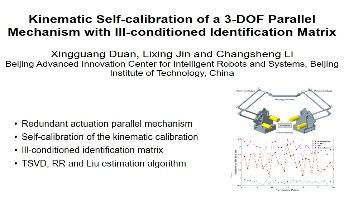 Kinematic Self-calibration of a 3-DOF Parallel
Mechanism with Ill-conditioned Identification Matrix
Xingguang Duan, Lixing Jin and Changsheng Li
Beijing Advanced Innovation Center for Intelligent Robots and Systems, Beijing
Institute of Technology, China
• Redundant actuation parallel mechanism
• Self-calibration of the kinematic calibration
• Ill-conditioned identification matrix
• TSVD, RR and Liu estimation algorithm